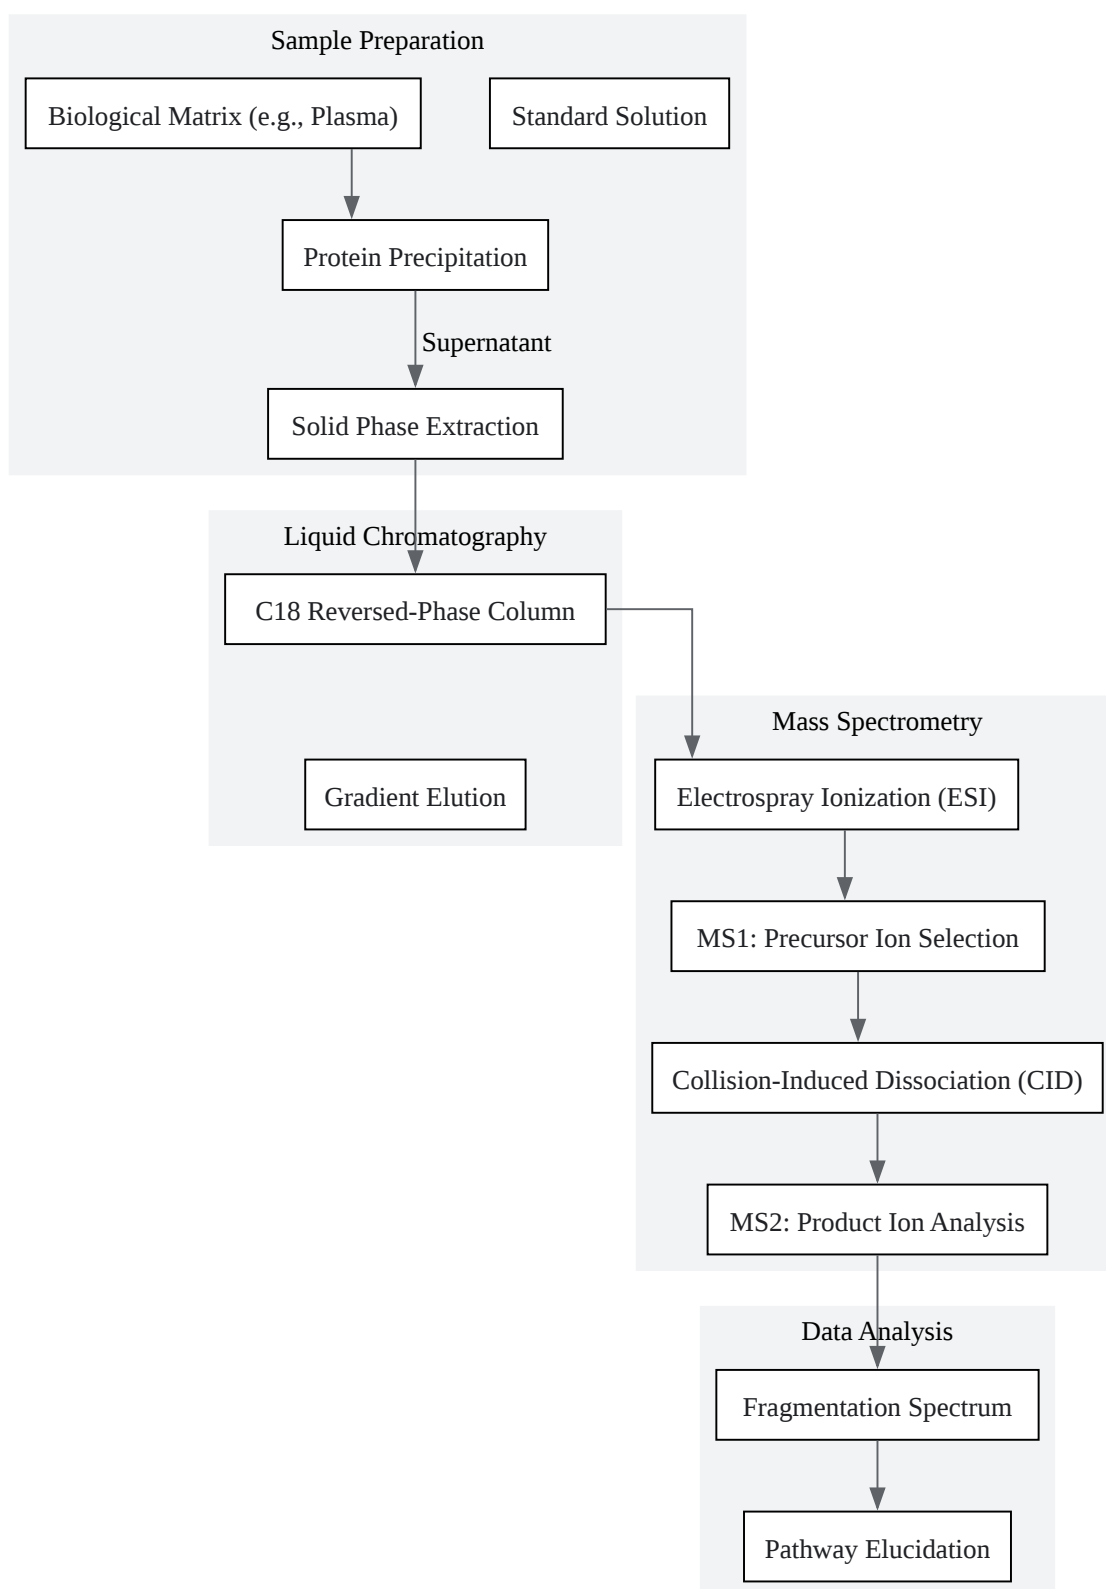 Sample Preparation
Biological Matrix (e.g., Plasma)
Standard Solution
Protein Precipitation
Supernatant
Solid Phase Extraction
Liquid Chromatography
C18 Reversed-Phase Column
Mass Spectrometry
Gradient Elution
Electrospray Ionization (ESI)
MS1: Precursor Ion Selection
Collision-Induced Dissociation (CID)
MS2: Product Ion Analysis
Data Analysis
Fragmentation Spectrum
Pathway Elucidation